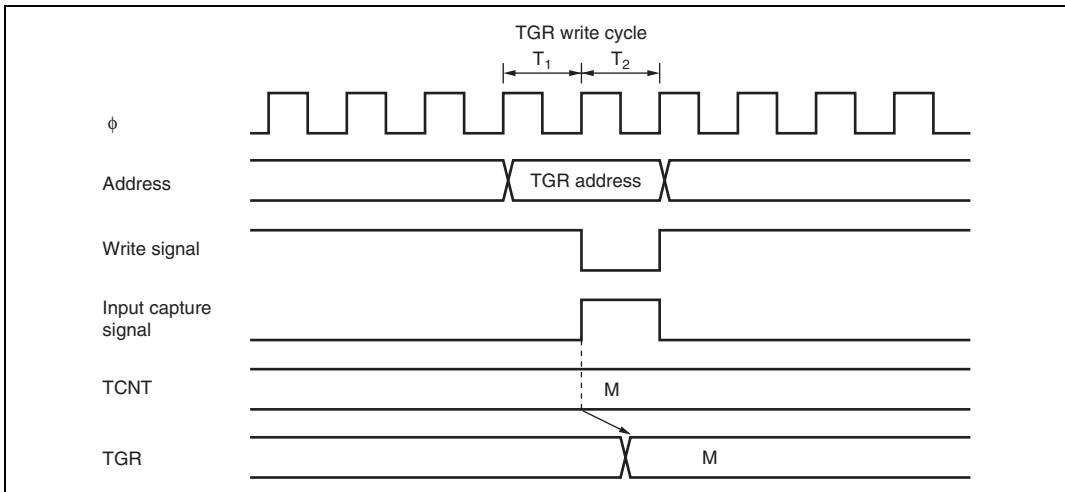 TGR write cycle
T₁ T₂
ϕ
Address
TGR address
Write signal
Input capture
signal
TCNT
M
TGR
M